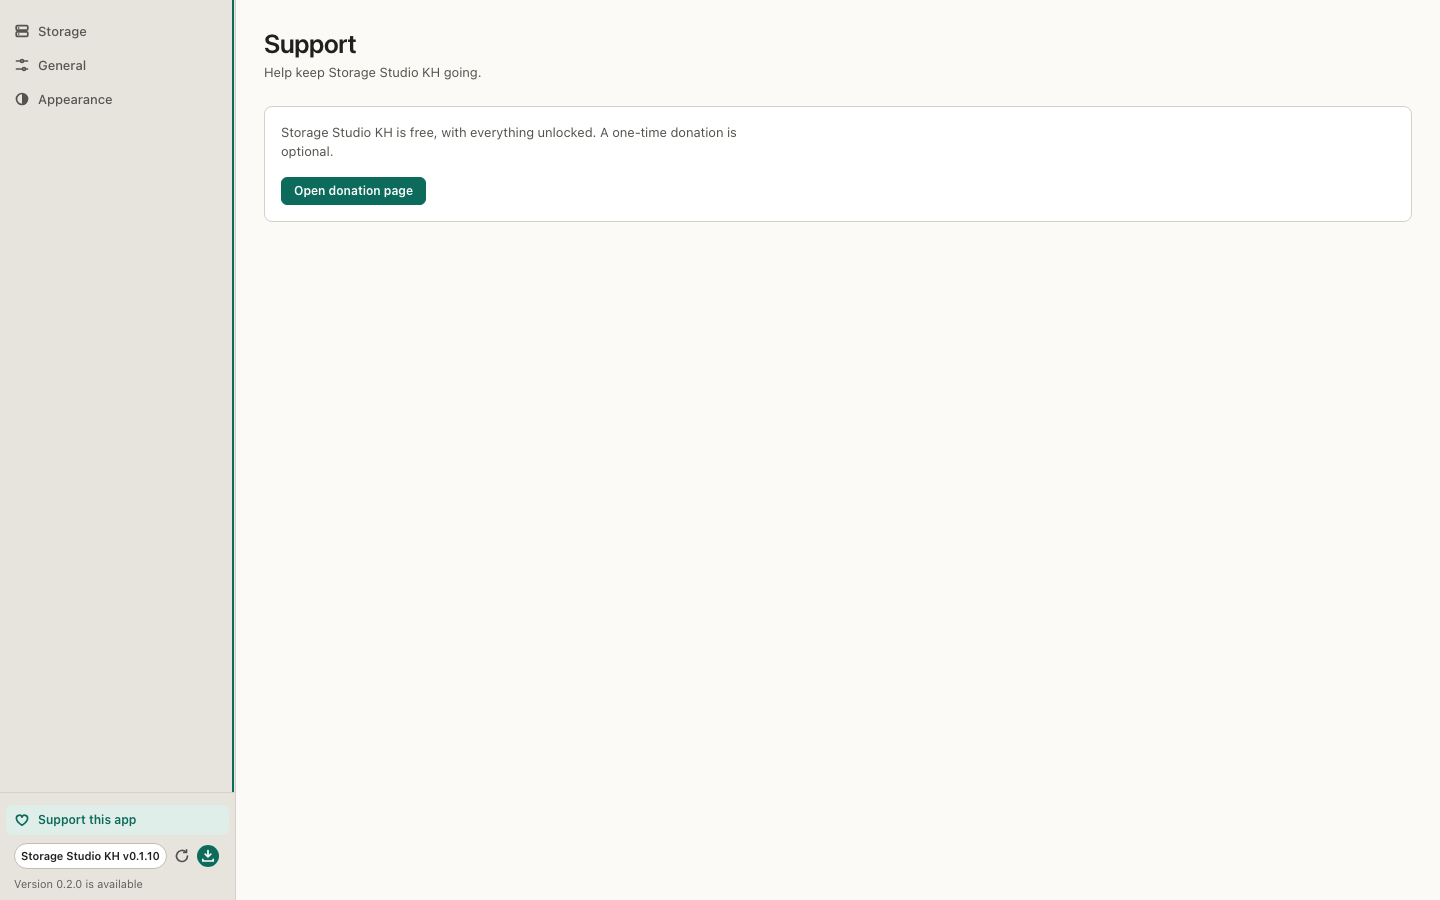 Storage
General
Appearance
Support this app
Storage Studio KH v0.1.10
Version 0.2.0 is available
Support
Help keep Storage Studio KH going.
Storage Studio KH is free, with everything unlocked. A one-time donation is
optional.
Open donation page